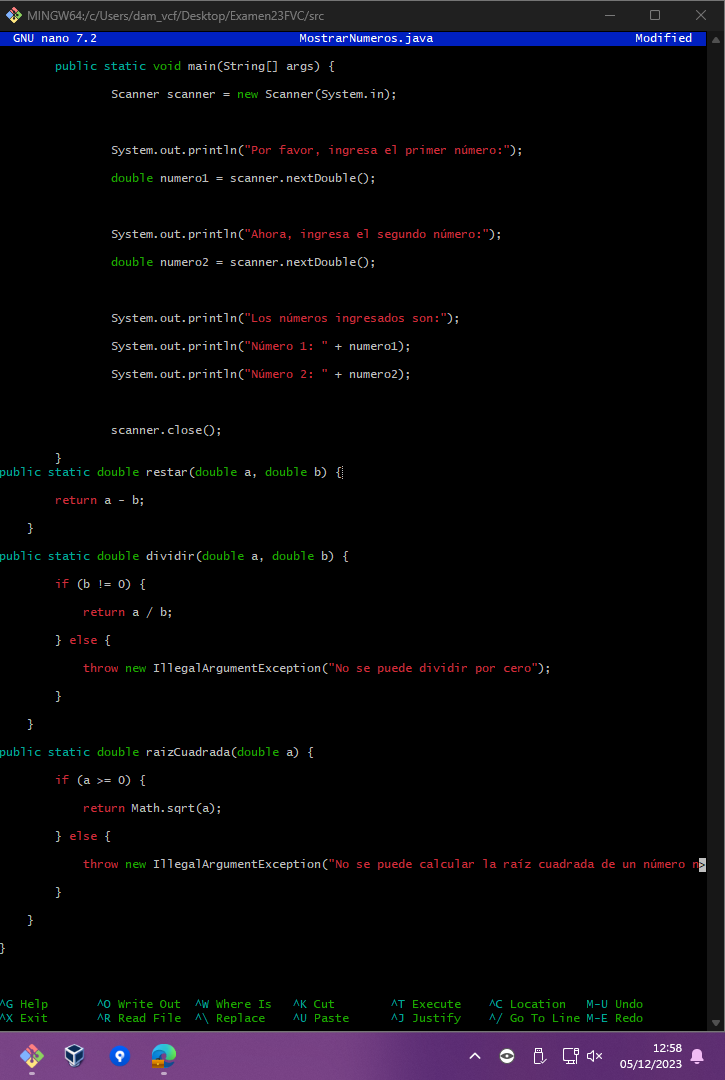 MINGW64:/c/Users/dam_vcf/Desktop/Examen23FVC/src
GNU nano 7.2 MostrarNumeros.java Modified
public static void main(String[] args) {
Scanner scanner = new Scanner(System.in);
System.out.println("Por favor, ingresa el primer número:");
double numero1 = scanner.nextDouble();
System.out.println("Ahora, ingresa el segundo número:");
double numero2 = scanner.nextDouble();
System.out.println("Los números ingresados son:");
System.out.println("Número 1: " + numero1);
System.out.println("Número 2: " + numero2);
scanner.close();
}
public static double restar(double a, double b) {
return a - b;
}
public static double dividir(double a, double b) {
if (b != 0) {
return a / b;
} else {
throw new IllegalArgumentException("No se puede dividir por cero");
}
}
public static double raizCuadrada(double a) {
if (a >= 0) {
return Math.sqrt(a);
} else {
throw new IllegalArgumentException("No se puede calcular la raíz cuadrada de un número n>
}
}
}
^G Help ^O Write Out ^W Where Is ^K Cut ^T Execute ^C Location M-U Undo
^X Exit ^R Read File ^\ Replace ^U Paste ^J Justify ^/ Go To Line M-E Redo
12:58
05/12/2023